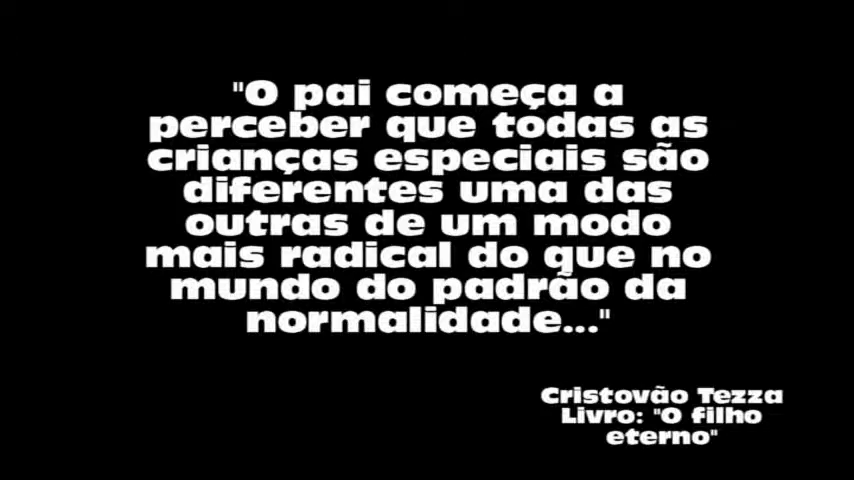 "O pai começa a
perceber que todas as
crianças especiais são
diferentes uma das
outras de um modo
mais radical do que no
mundo do padrão da
normalidade..."
Cristovão Tezza
Livro: "O filho
eterno"